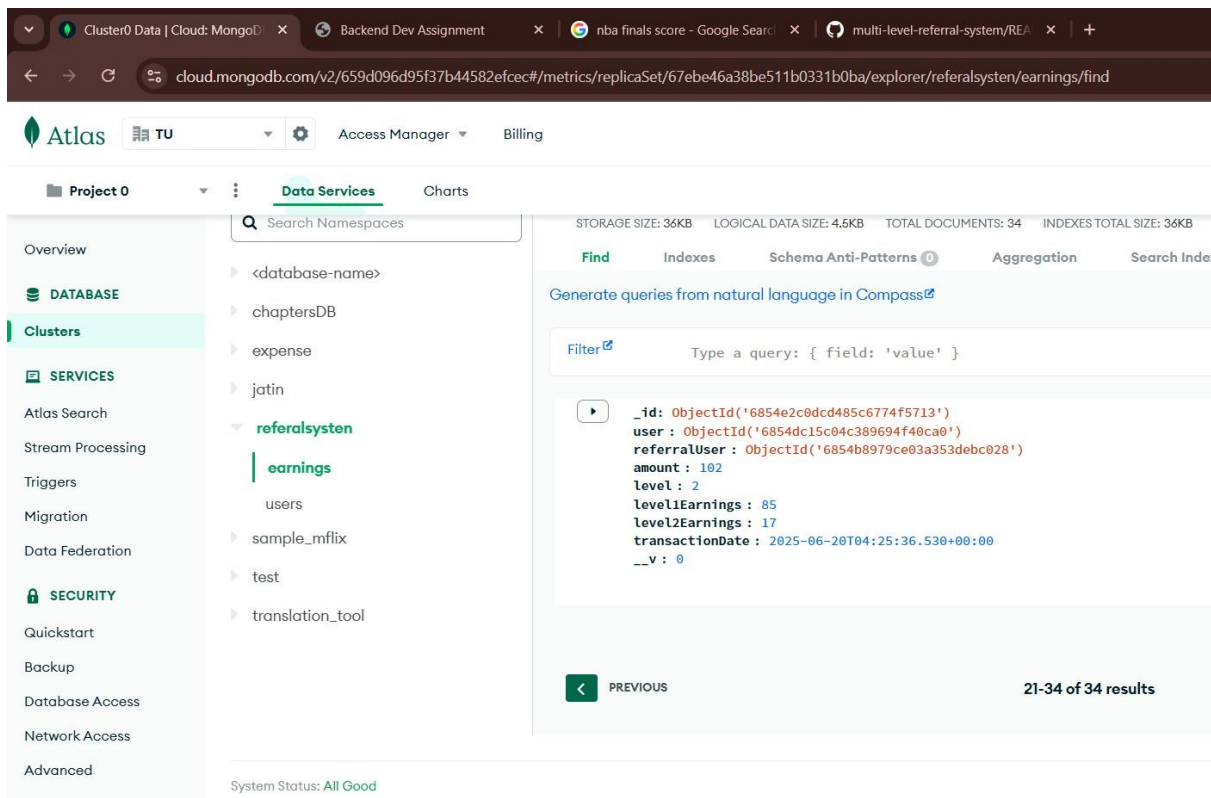 Cluster0 Data | Cloud: MongoD
Backend Dev Assignment
nba finals score - Google Searc
multi-level-referral-system/REA
cloud.mongodb.com/v2/659d096d95f37b44582efcec#/metrics/replicaSet/67ebe46a38be511b0331b0ba/explorer/referalsysten/earnings/find
Atlas
TU
Access Manager
Billing
Project 0
Data Services
Charts
Overview
DATABASE
Clusters
SERVICES
Atlas Search
Stream Processing
Triggers
Migration
Data Federation
SECURITY
Quickstart
Backup
Database Access
Network Access
Advanced
Search Namespaces
<database-name>
chaptersDB
expense
jatin
referalsysten
earnings
users
sample_mflix
test
translation_tool
STORAGE SIZE: 36KB LOGICAL DATA SIZE: 4.5KB TOTAL DOCUMENTS: 34 INDEXES TOTAL SIZE: 36KB
Find Indexes Schema Anti-Patterns 0 Aggregation Search Inde
Generate queries from natural language in Compass
Filter
Type a query: { field: 'value' }
_id: ObjectId('6854e2c0dcd485c6774f5713')
user : ObjectId('6854dc15c04c389694f40ca0')
referralUser : ObjectId('6854b8979ce03a353debc028')
amount : 102
level : 2
level1Earnings : 85
level2Earnings : 17
transactionDate : 2025-06-20T04:25:36.530+00:00
__v : 0
PREVIOUS
21-34 of 34 results
System Status: All Good